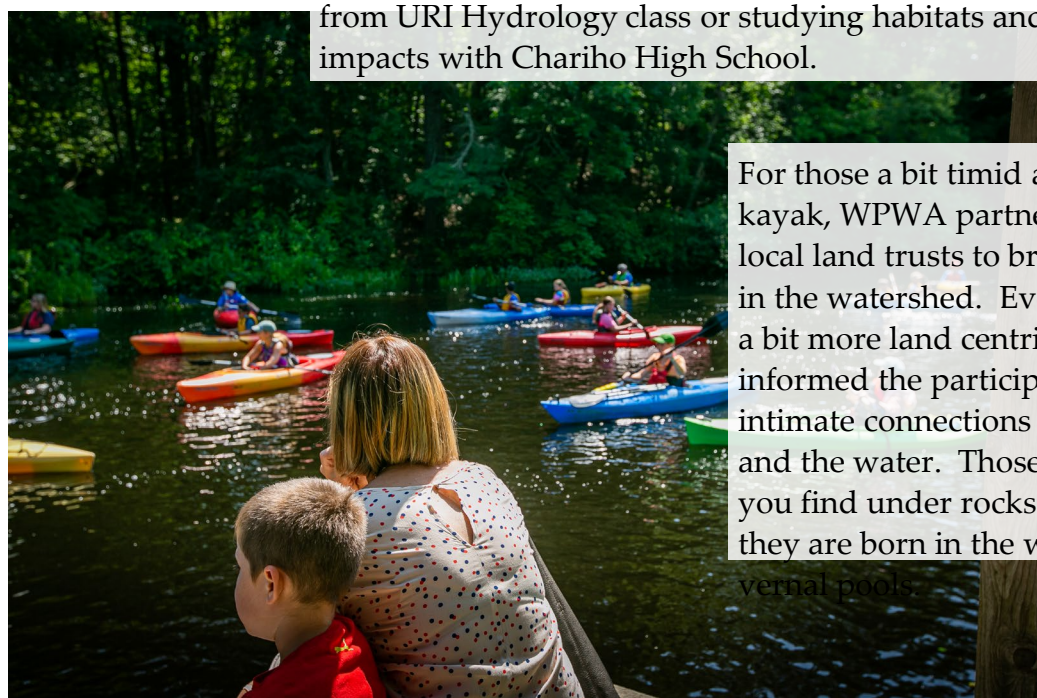 from URI Hydrology class or studying habitats and
impacts with Chariho High School.
For those a bit timid a
kayak, WPWA partne
local land trusts to br
in the watershed. Ev
a bit more land centri
informed the particip
intimate connections
and the water. Those
you find under rocks
they are born in the w
vernal pools.